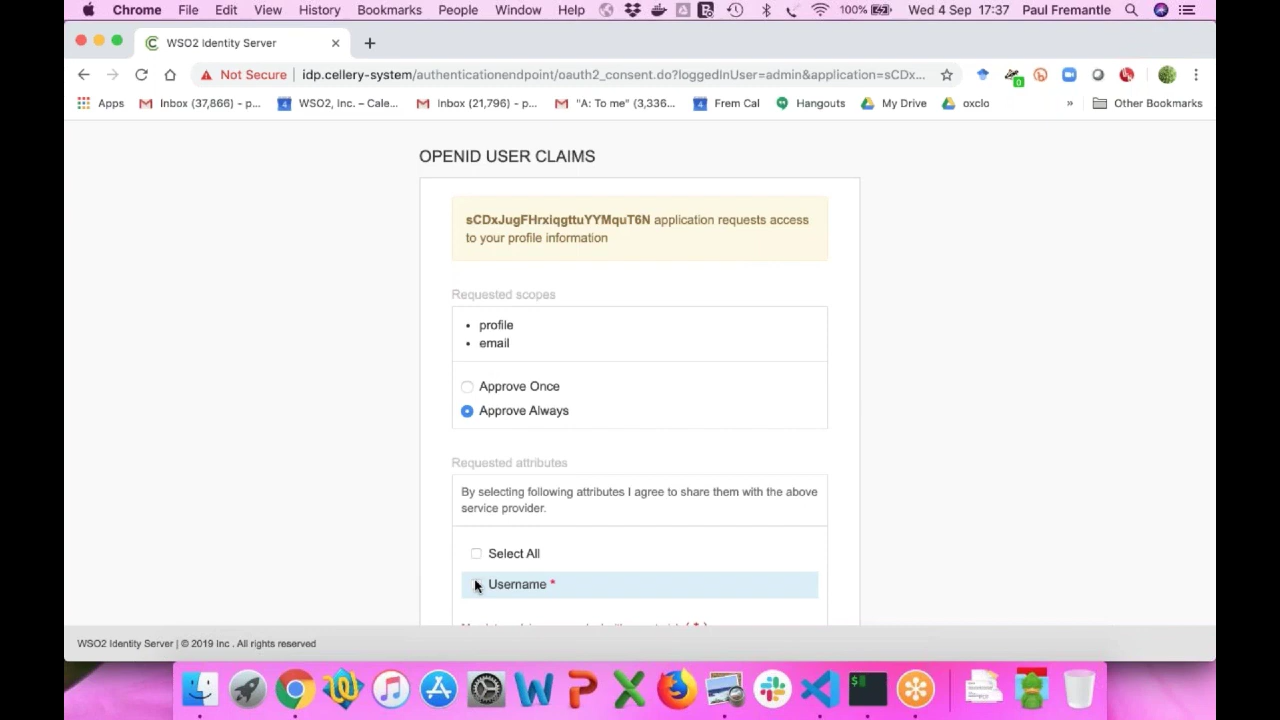 Chrome File Edit View History Bookmarks People Window Help 100% Wed 4 Sep 17:37 Paul Fremantle
WSO2 Identity Server
Not Secure idp.cellery-system/authenticationendpoint/oauth2_consent.do?loggedInUser=admin&application=sCDx...
Apps Inbox (37,866) - p... WSO2, Inc. – Cale... Inbox (21,796) - p... "A: To me" (3,336... Frem Cal Hangouts My Drive oxclo » Other Bookmarks
OPENID USER CLAIMS
sCDxJugFHrxiqgttuYYMquT6N application requests access
to your profile information
Requested scopes
• profile
• email
Approve Once
Approve Always
Requested attributes
By selecting following attributes I agree to share them with the above
service provider.
Select All
Username *
WSO2 Identity Server | © 2019 Inc . All rights reserved